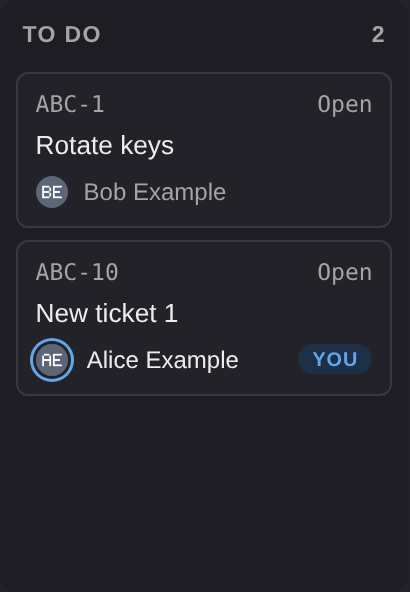 TO DO 2
ABC-1 Open
Rotate keys
BE Bob Example
ABC-10 Open
New ticket 1
AE Alice Example YOU